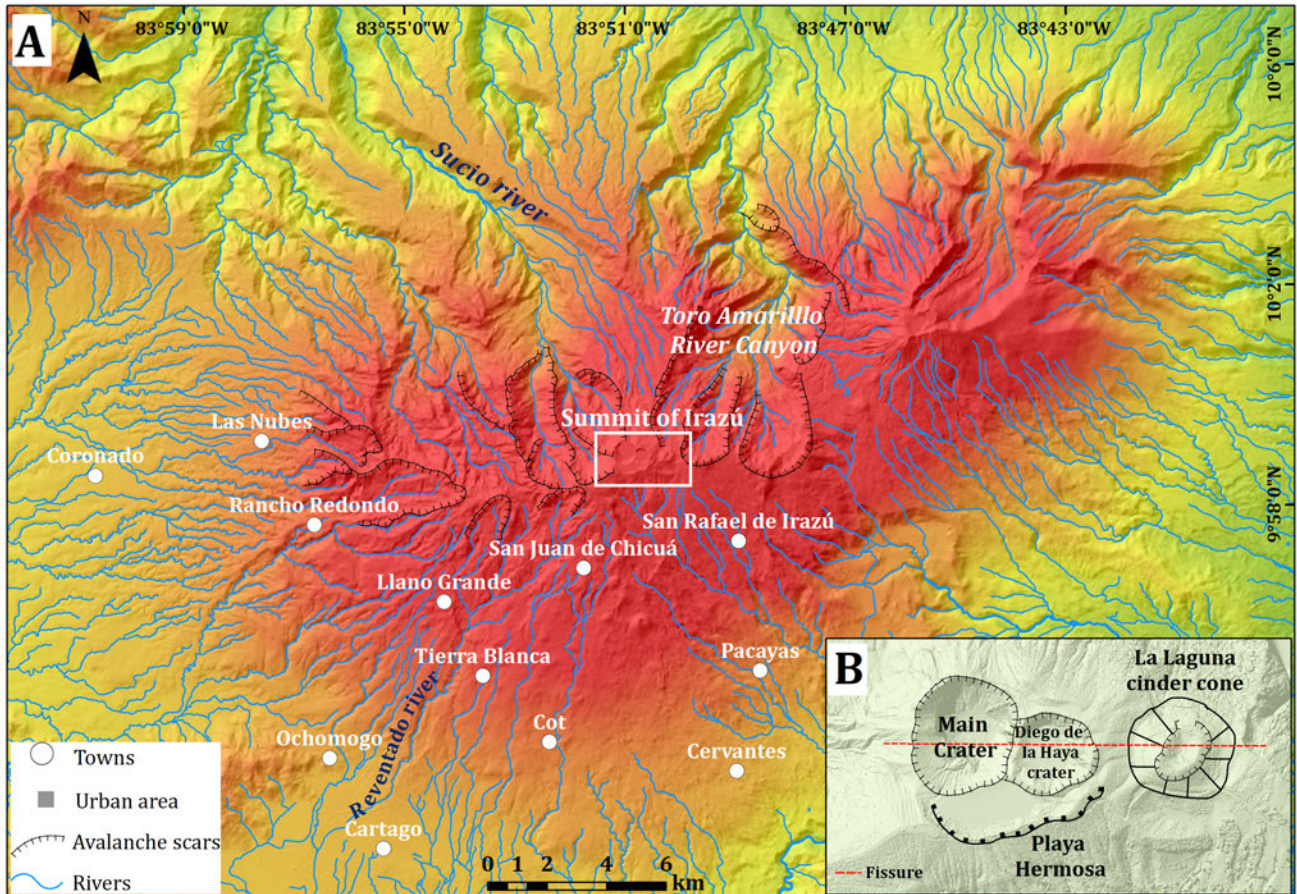 A
N
83°59'0"W
83°55'0"W
83°51'0"W
83°47'0"W
83°43'0"W
10°6'0"N
10°2'0"N
9°58'0"N
Sucio river
Toro Amarilllo
River Canyon
Summit of Irazú
Las Nubes
Coronado
Rancho Redondo
San Rafael de Irazú
San Juan de Chicuá
Llano Grande
Tierra Blanca
Pacayas
Cot
Ochomogo
Cervantes
Reventado river
Cartago
Towns
Urban area
Avalanche scars
Rivers
0 1 2 4 6
km
B
La Laguna
cinder cone
Main
Crater
Diego de
la Haya
crater
Playa
Hermosa
Fissure